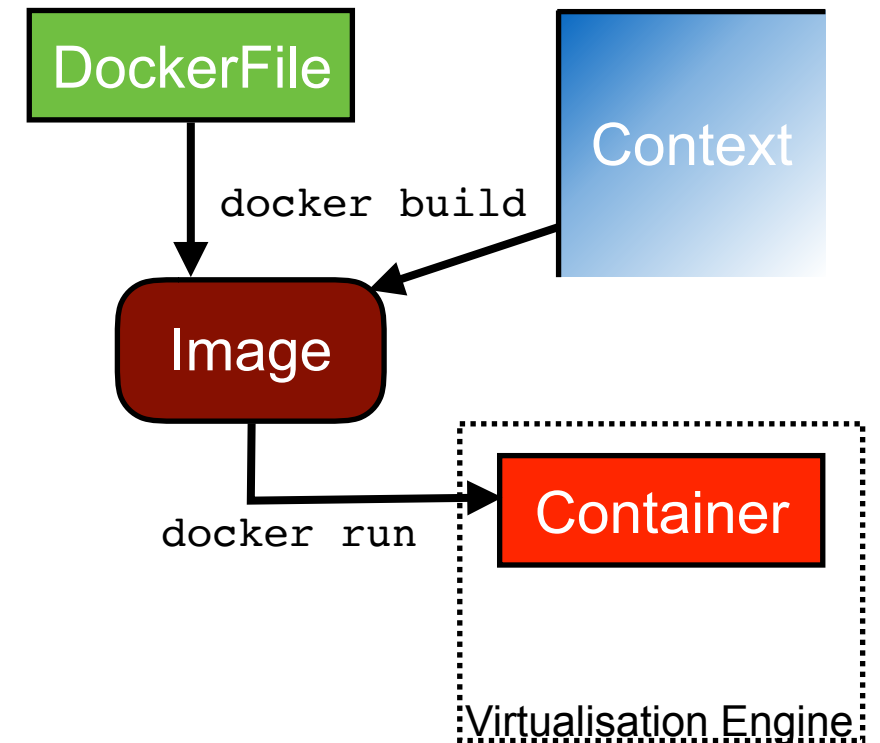 DockerFile
Context
docker build
Image
Container
docker run
Virtualisation Engine